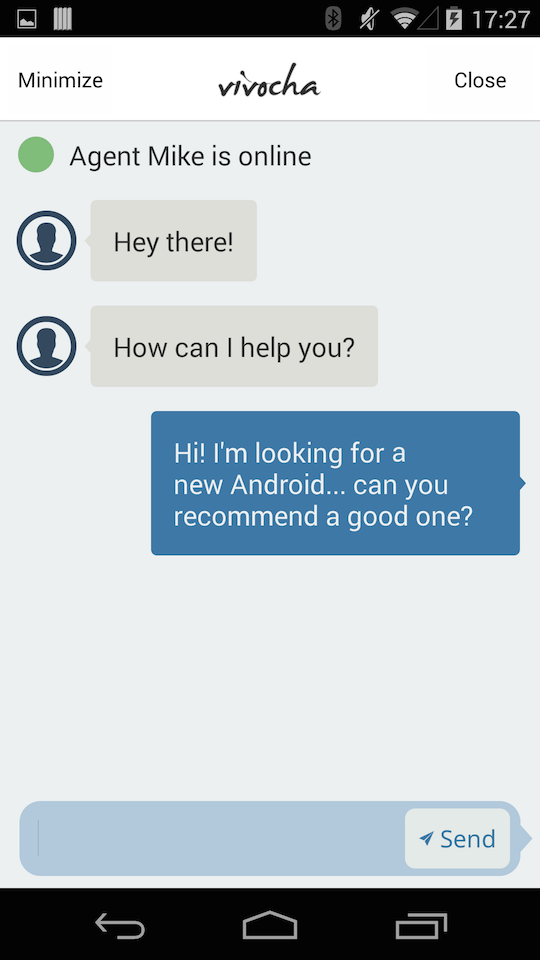 17:27
Minimize
vivocha
Close
Agent Mike is online
Hey there!
How can I help you?
Hi! I'm looking for a
new Android... can you
recommend a good one?
Send